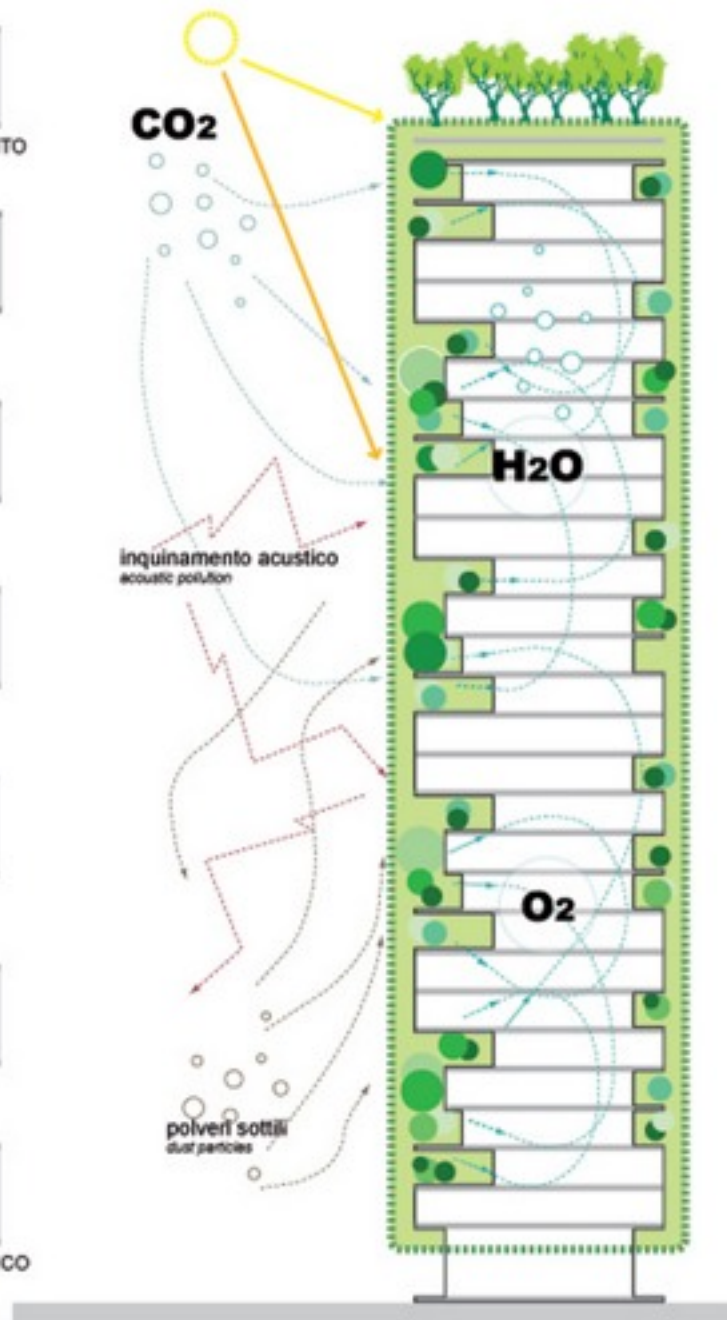 TO
CO2
H2O
inquinamento acustico
acoustic pollution
O2
polveri sottili
dust particles
CO